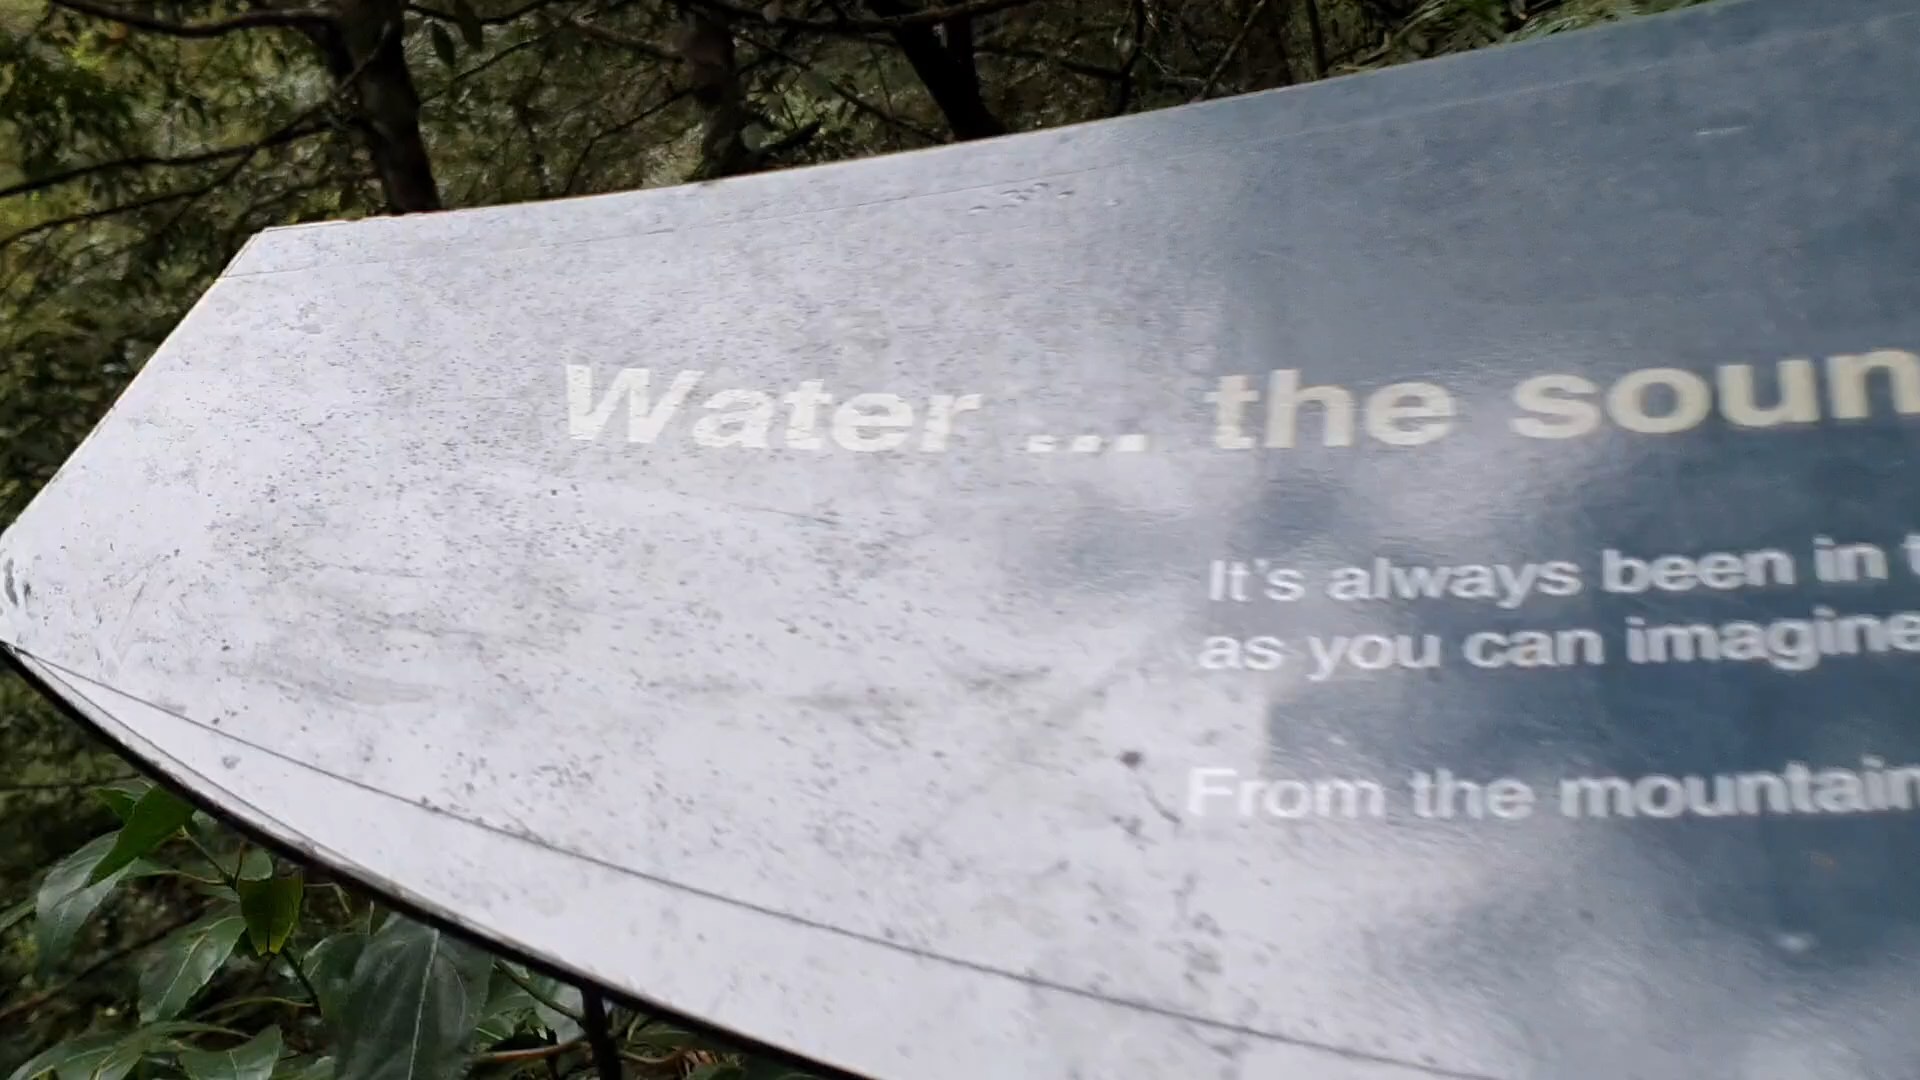 Water ... the soun
It's always been in t
as you can imagine
From the mountain